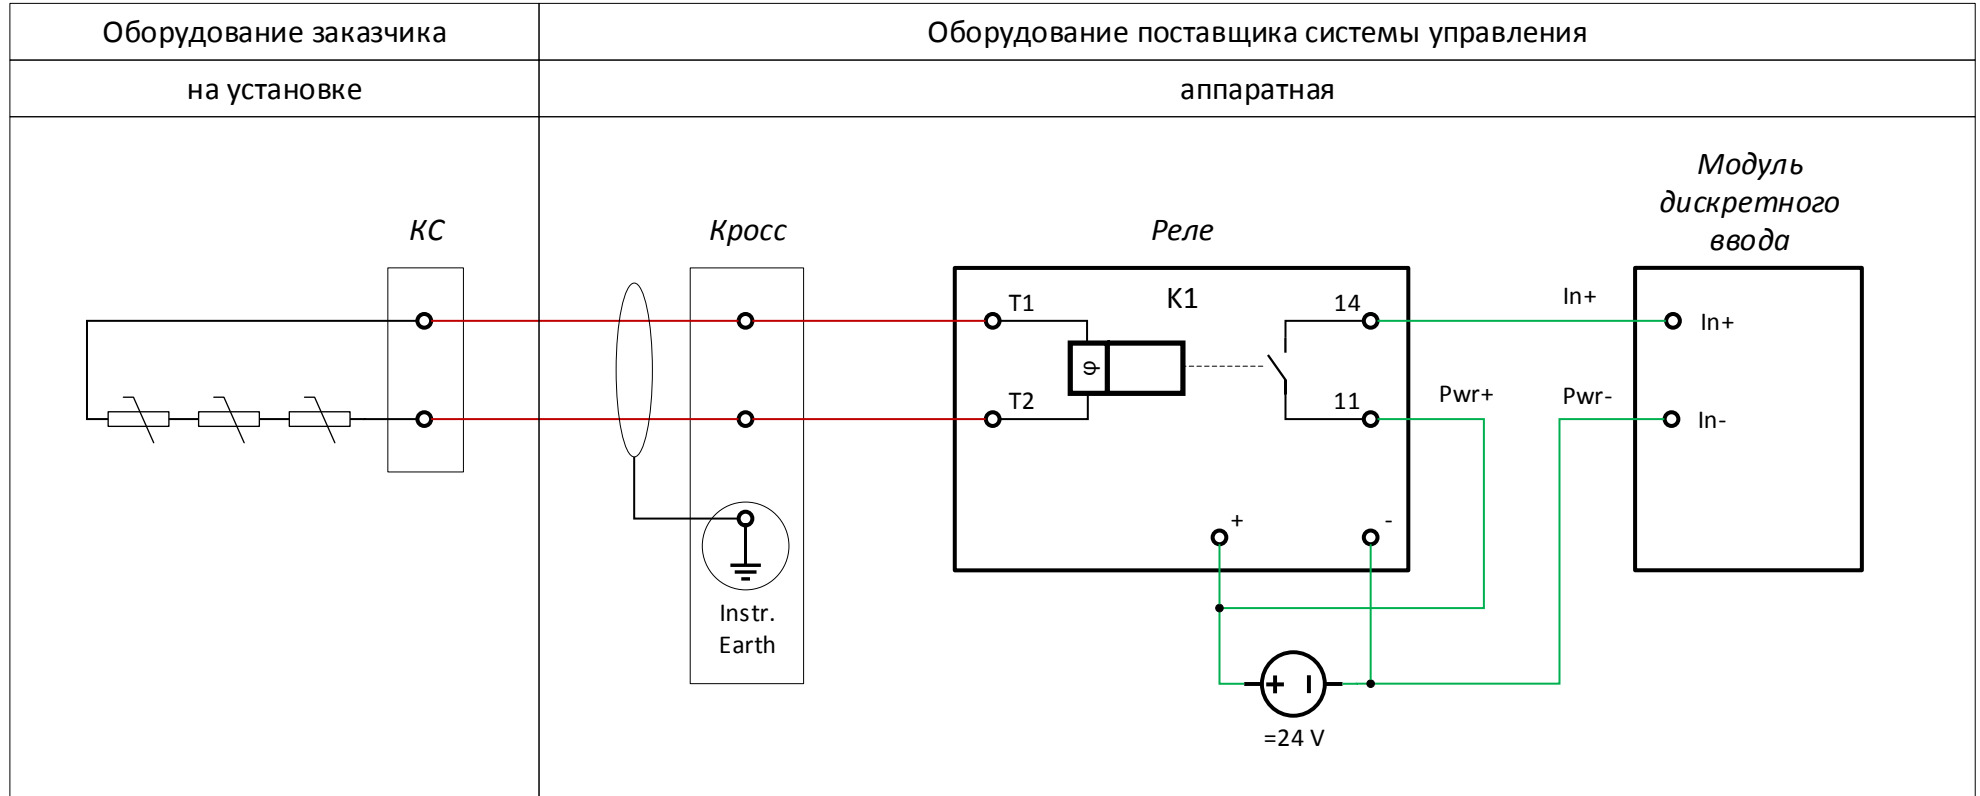 Оборудование заказчика
Оборудование поставщика системы управления
на установке
аппаратная
КС
Кросс
Реле
Модуль
дискретного
ввода
T1
K1
14
In+
In+
φ
T2
11
Pwr+
Pwr-
In-
+
-
Instr.
Earth
=24 V